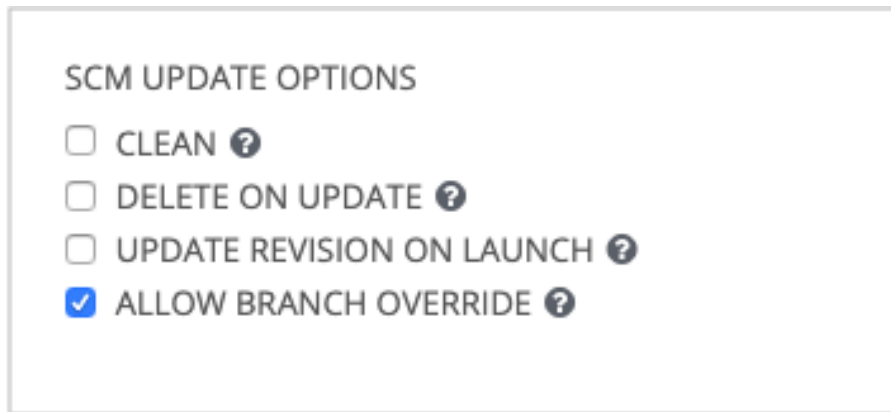 SCM UPDATE OPTIONS
CLEAN ?
DELETE ON UPDATE ?
UPDATE REVISION ON LAUNCH ?
ALLOW BRANCH OVERRIDE ?